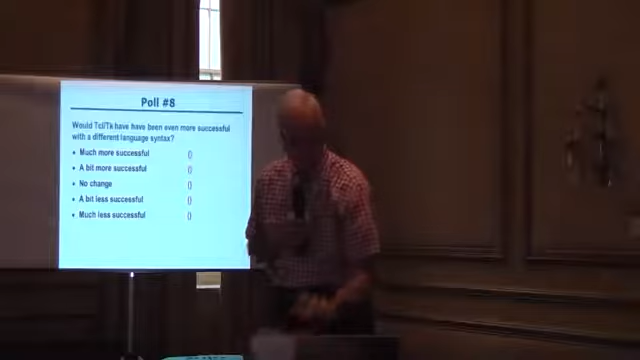 Poll #8
Would Tcl/Tk have have been even more successful
with a different language syntax?
• Much more successful ()
• A bit more successful ()
• No change ()
• A bit less successful ()
• Much less successful ()